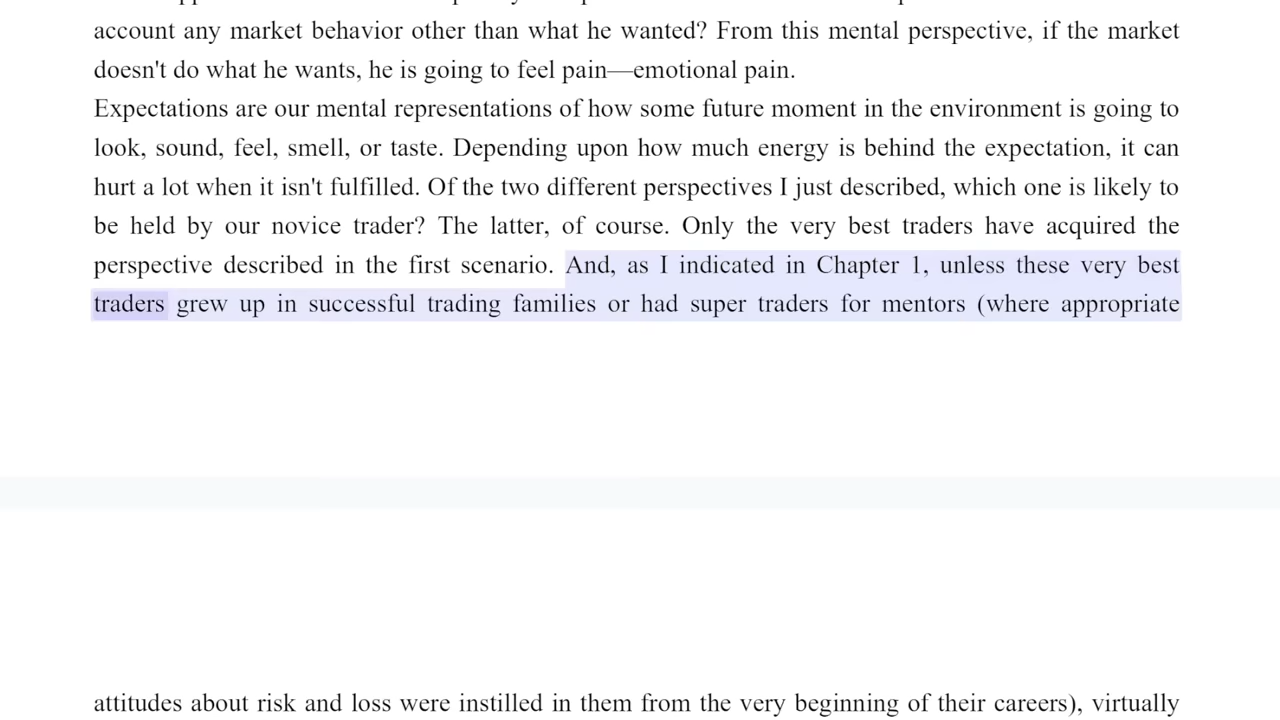 account any market behavior other than what he wanted? From this mental perspective, if the market
doesn't do what he wants, he is going to feel pain—emotional pain.
Expectations are our mental representations of how some future moment in the environment is going to
look, sound, feel, smell, or taste. Depending upon how much energy is behind the expectation, it can
hurt a lot when it isn't fulfilled. Of the two different perspectives I just described, which one is likely to
be held by our novice trader? The latter, of course. Only the very best traders have acquired the
perspective described in the first scenario. And, as I indicated in Chapter 1, unless these very best
traders grew up in successful trading families or had super traders for mentors (where appropriate
attitudes about risk and loss were instilled in them from the very beginning of their careers), virtually